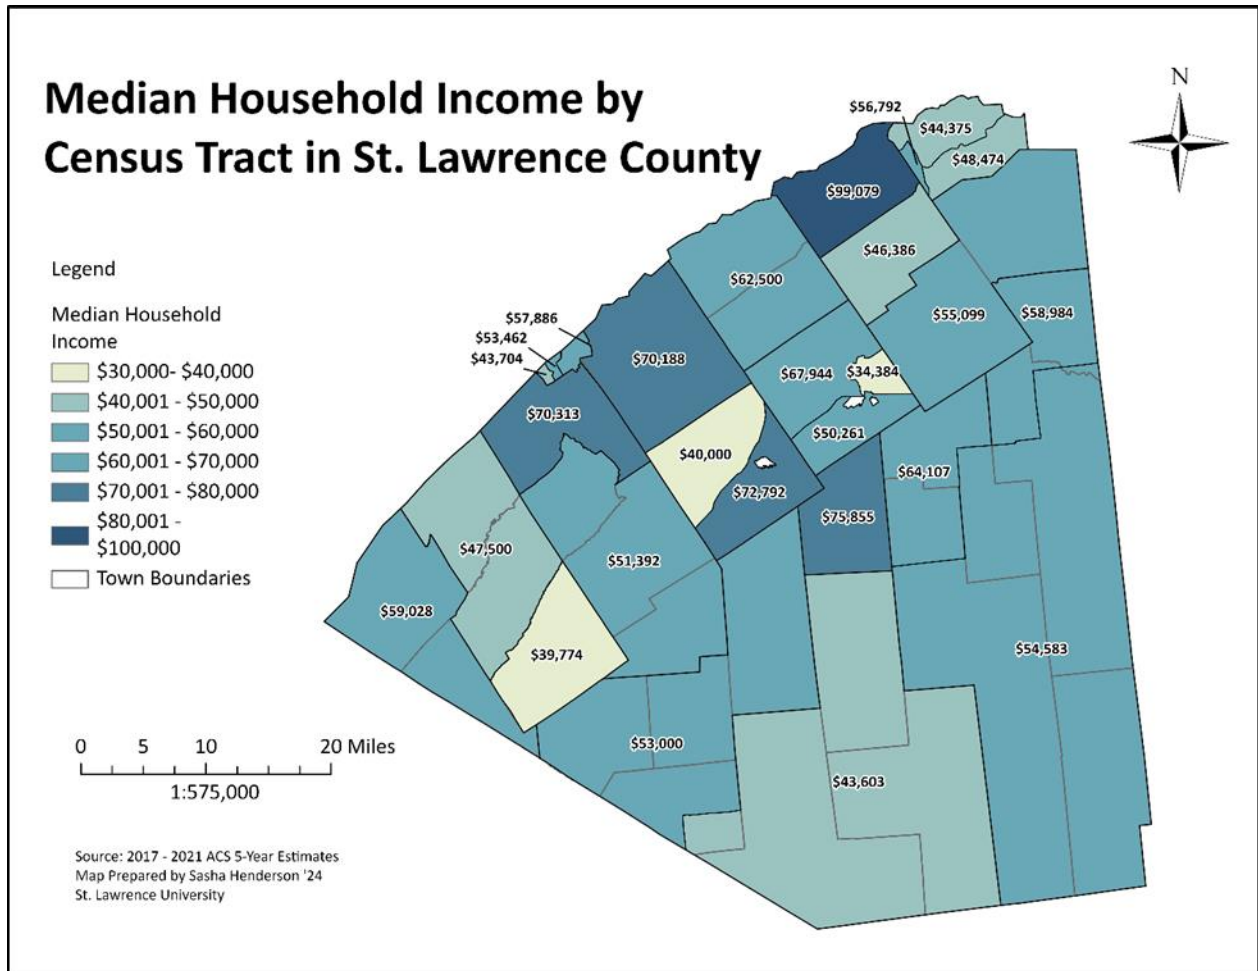 Median Household Income by
Census Tract in St. Lawrence County
N
Legend
Median Household
Income
$30,000- $40,000
$40,001 - $50,000
$50,001 - $60,000
$60,001 - $70,000
$70,001 - $80,000
$80,001 -
$100,000
Town Boundaries
$56,792
$44,375
$48,474
$99,079
$46,386
$62,500
$55,099
$58,984
$57,886
$53,462
$43,704
$70,188
$67,944
$34,384
$70,313
$50,261
$40,000
$72,792
$64,107
$75,855
$47,500
$51,392
$59,028
$39,774
$54,583
$53,000
$43,603
0 5 10 20 Miles
1:575,000
Source: 2017 - 2021 ACS 5-Year Estimates
Map Prepared by Sasha Henderson '24
St. Lawrence University